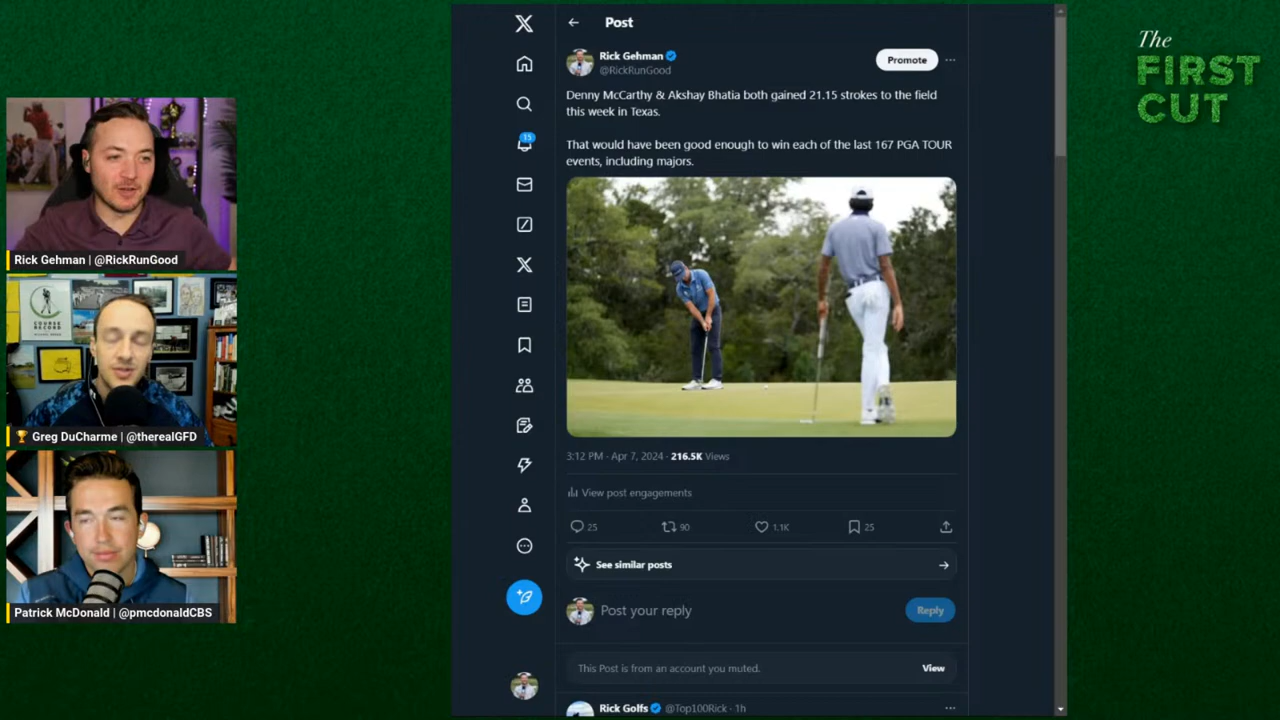 The
FIRST
CUT
Rick Gehman | @RickRunGood
COURSE
RECORD
🏆 Greg DuCharme | @therealGFD
Patrick McDonald | @pmcdonaldCBS
X
15
← Post
Rick Gehman
@RickRunGood
Promote
Denny McCarthy & Akshay Bhatia both gained 21.15 strokes to the field
this week in Texas.
That would have been good enough to win each of the last 167 PGA TOUR
events, including majors.
3:12 PM · Apr 7, 2024 · 216.5K Views
View post engagements
25 90 1.1K 25
See similar posts →
Post your reply
Reply
This Post is from an account you muted.
View
Rick Golfs @Top100Rick · 1h